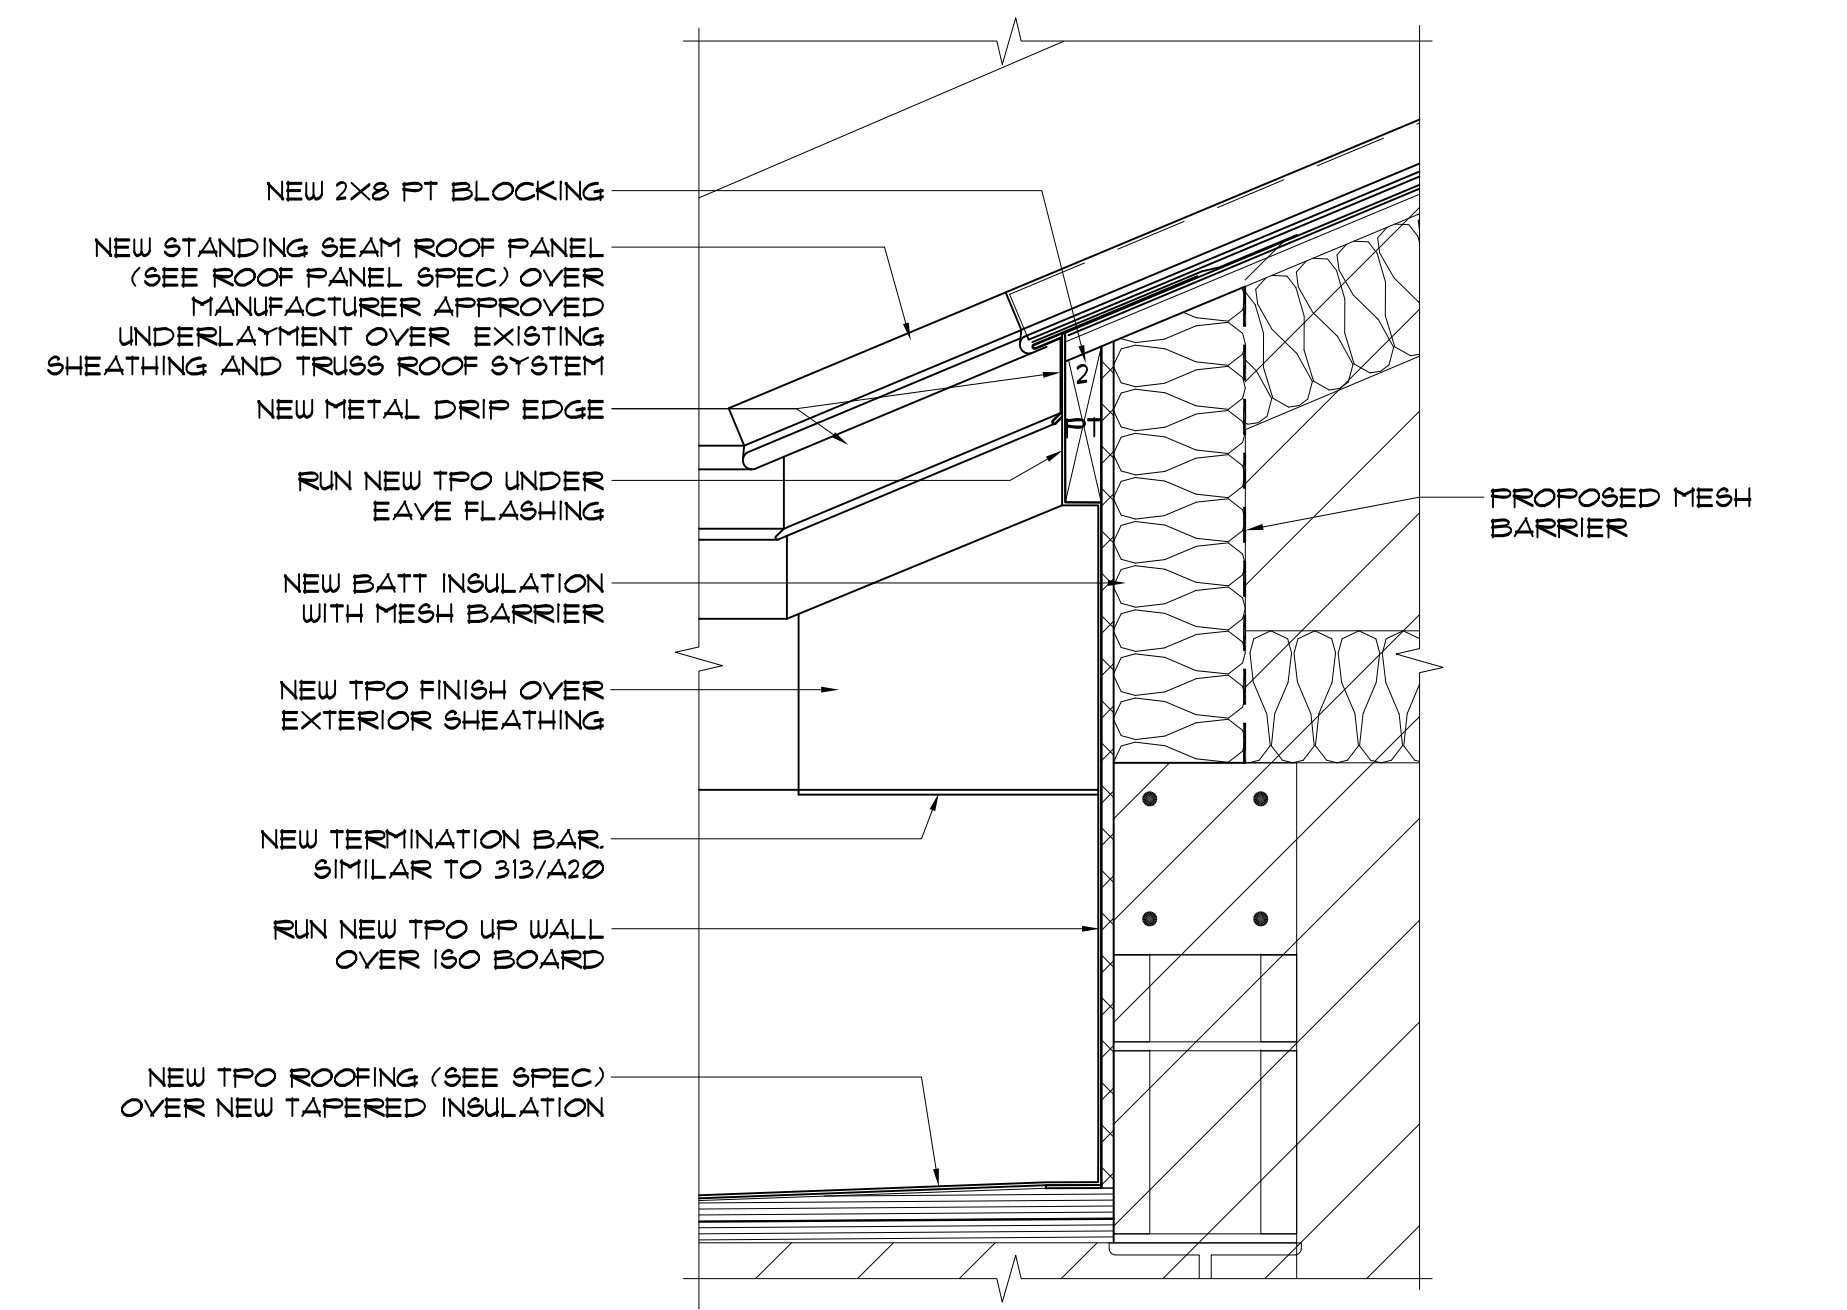 NEW 2X8 PT BLOCKING
NEW STANDING SEAM ROOF PANEL
(SEE ROOF PANEL SPEC) OVER
MANUFACTURER APPROVED
UNDERLAYMENT OVER EXISTING
SHEATHING AND TRUSS ROOF SYSTEM
NEW METAL DRIP EDGE
RUN NEW TPO UNDER
EAVE FLASHING
NEW BATT INSULATION
WITH MESH BARRIER
NEW TPO FINISH OVER
EXTERIOR SHEATHING
NEW TERMINATION BAR.
SIMILAR TO 313/A20
RUN NEW TPO UP WALL
OVER ISO BOARD
NEW TPO ROOFING (SEE SPEC)
OVER NEW TAPERED INSULATION
2
PT
PROPOSED MESH
BARRIER